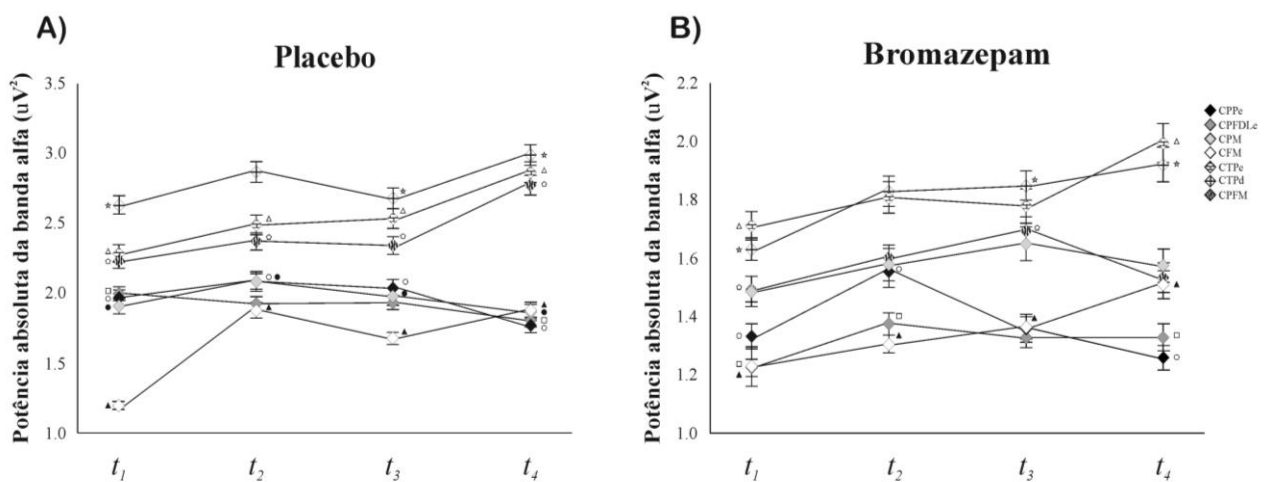 A)
Placebo
Potência absoluta da banda alfa (uV²)
3.5
3.0
2.5
2.0
1.5
1.0
t₁
t₂
t₃
t₄
B)
Bromazepam
Potência absoluta da banda alfa (uV²)
2.2
2.0
1.8
1.6
1.4
1.2
1.0
t₁
t₂
t₃
t₄
CPPe
CPFDLe
CPM
CFM
CTPe
CTPd
CPFM